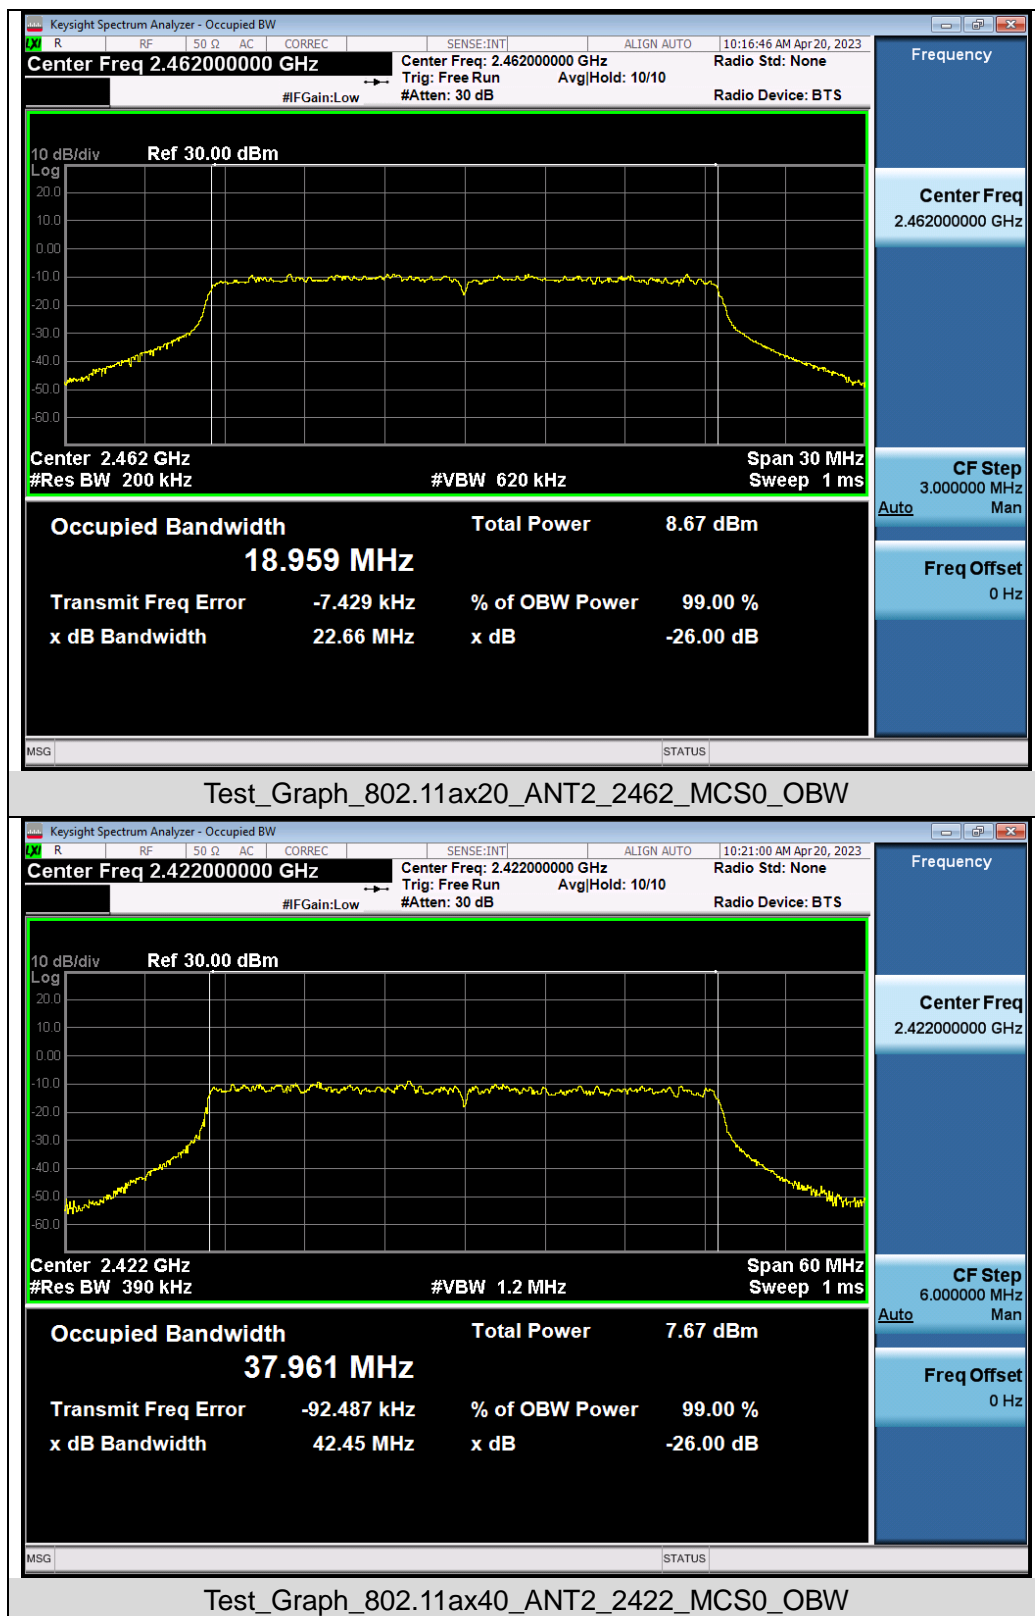 Keysight Spectrum Analyzer - Occupied BW
LXI R RF 50 Ω AC CORREC SENSE:INT ALIGN AUTO 10:16:46 AM Apr 20, 2023
Center Freq 2.462000000 GHz
Center Freq: 2.462000000 GHz
Radio Std: None
Trig: Free Run Avg|Hold: 10/10
#IFGain:Low
#Atten: 30 dB
Radio Device: BTS
Frequency
10 dB/div Ref 30.00 dBm
Log
20.0
10.0
0.00
-10.0
-20.0
-30.0
-40.0
-50.0
-60.0
Center 2.462 GHz Span 30 MHz
#Res BW 200 kHz #VBW 620 kHz Sweep 1 ms
Center Freq
2.462000000 GHz
CF Step
3.000000 MHz
Auto Man
Freq Offset
0 Hz
Occupied Bandwidth Total Power 8.67 dBm
18.959 MHz
Transmit Freq Error -7.429 kHz % of OBW Power 99.00 %
x dB Bandwidth 22.66 MHz x dB -26.00 dB
MSG STATUS
Test_Graph_802.11ax20_ANT2_2462_MCS0_OBW
Keysight Spectrum Analyzer - Occupied BW
LXI R RF 50 Ω AC CORREC SENSE:INT ALIGN AUTO 10:21:00 AM Apr 20, 2023
Center Freq 2.422000000 GHz
Center Freq: 2.422000000 GHz
Radio Std: None
Trig: Free Run Avg|Hold: 10/10
#IFGain:Low
#Atten: 30 dB
Radio Device: BTS
Frequency
10 dB/div Ref 30.00 dBm
Log
20.0
10.0
0.00
-10.0
-20.0
-30.0
-40.0
-50.0
-60.0
Center 2.422 GHz Span 60 MHz
#Res BW 390 kHz #VBW 1.2 MHz Sweep 1 ms
Center Freq
2.422000000 GHz
CF Step
6.000000 MHz
Auto Man
Freq Offset
0 Hz
Occupied Bandwidth Total Power 7.67 dBm
37.961 MHz
Transmit Freq Error -92.487 kHz % of OBW Power 99.00 %
x dB Bandwidth 42.45 MHz x dB -26.00 dB
MSG STATUS
Test_Graph_802.11ax40_ANT2_2422_MCS0_OBW